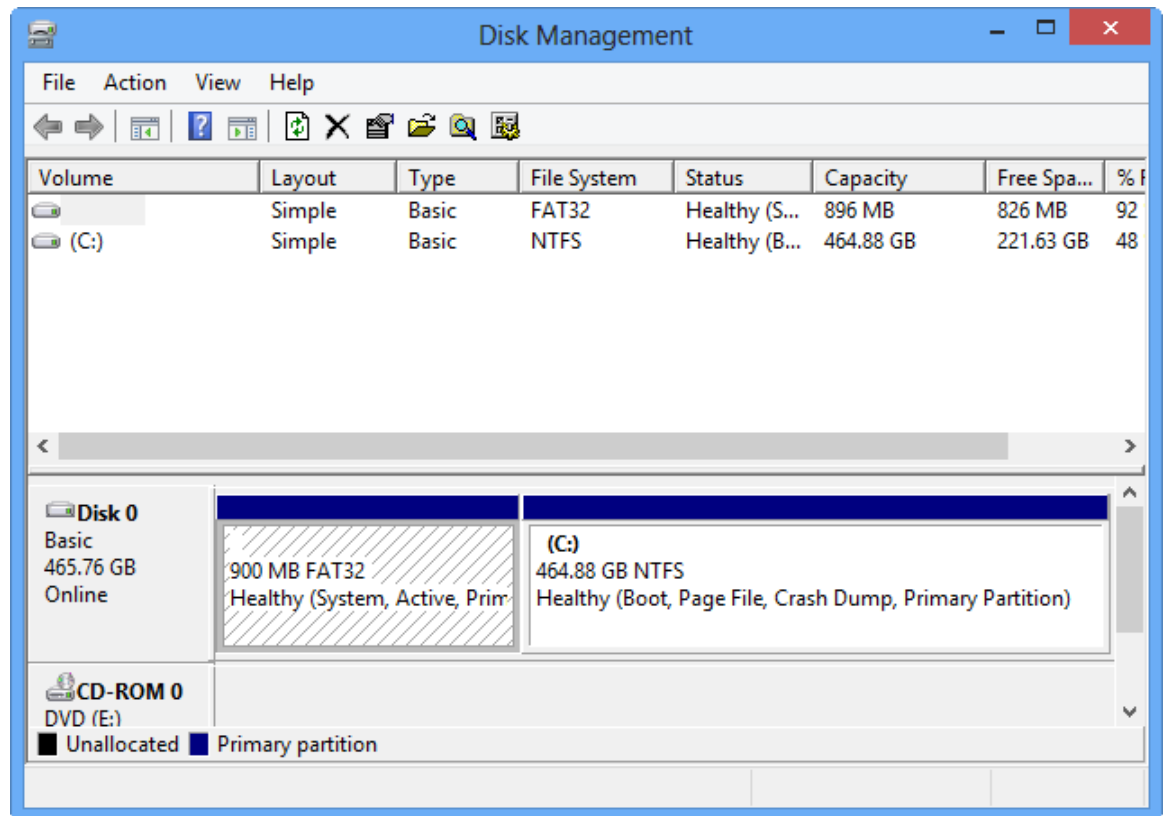 Disk Management
File Action View Help
Volume Layout Type File System Status Capacity Free Spa... % F
Simple Basic FAT32 Healthy (S... 896 MB 826 MB 92
(C:) Simple Basic NTFS Healthy (B... 464.88 GB 221.63 GB 48
Disk 0
Basic
465.76 GB
Online
900 MB FAT32
Healthy (System, Active, Prim
(C:)
464.88 GB NTFS
Healthy (Boot, Page File, Crash Dump, Primary Partition)
CD-ROM 0
DVD (E:)
Unallocated Primary partition